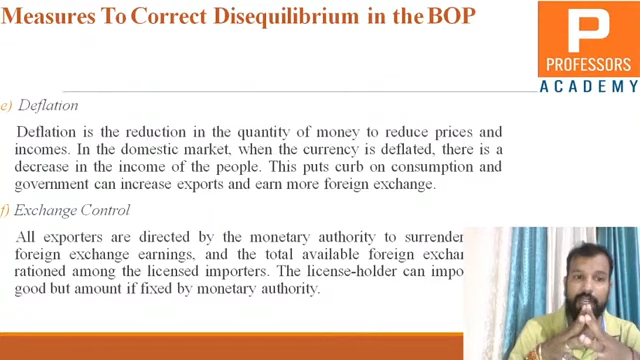 Measures To Correct Disequilibrium in the BOP
P
PROFESSORS
ACADEMY
e) Deflation
Deflation is the reduction in the quantity of money to reduce prices and
incomes. In the domestic market, when the currency is deflated, there is a
decrease in the income of the people. This puts curb on consumption and
government can increase exports and earn more foreign exchange.
f) Exchange Control
All exporters are directed by the monetary authority to surrender
foreign exchange earnings, and the total available foreign
rationed among the licensed importers. The license-holder can
good but amount if fixed by monetary authority.